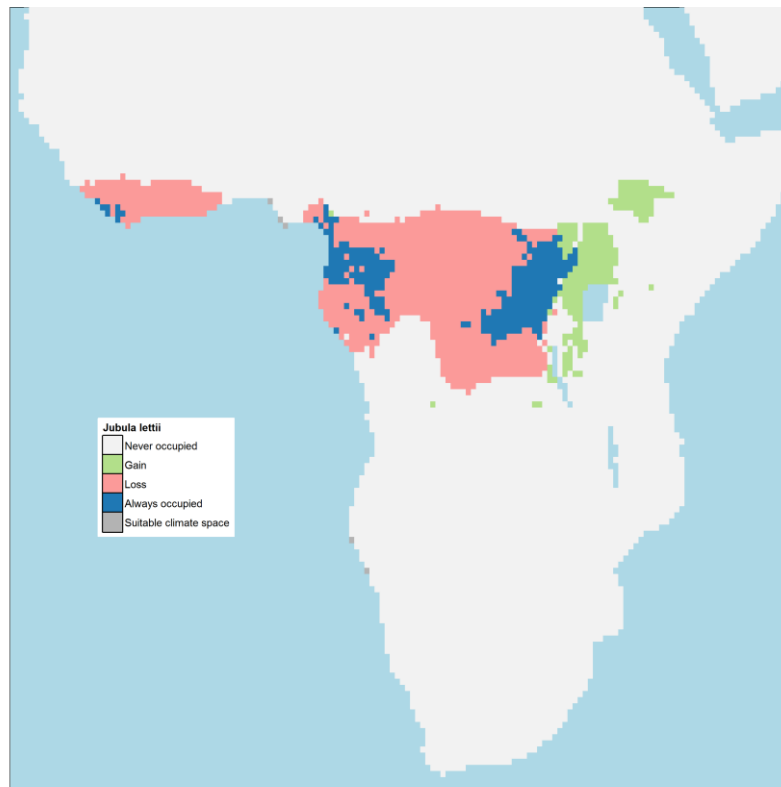 Jubula lettii
Never occupied
Gain
Loss
Always occupied
Suitable climate space